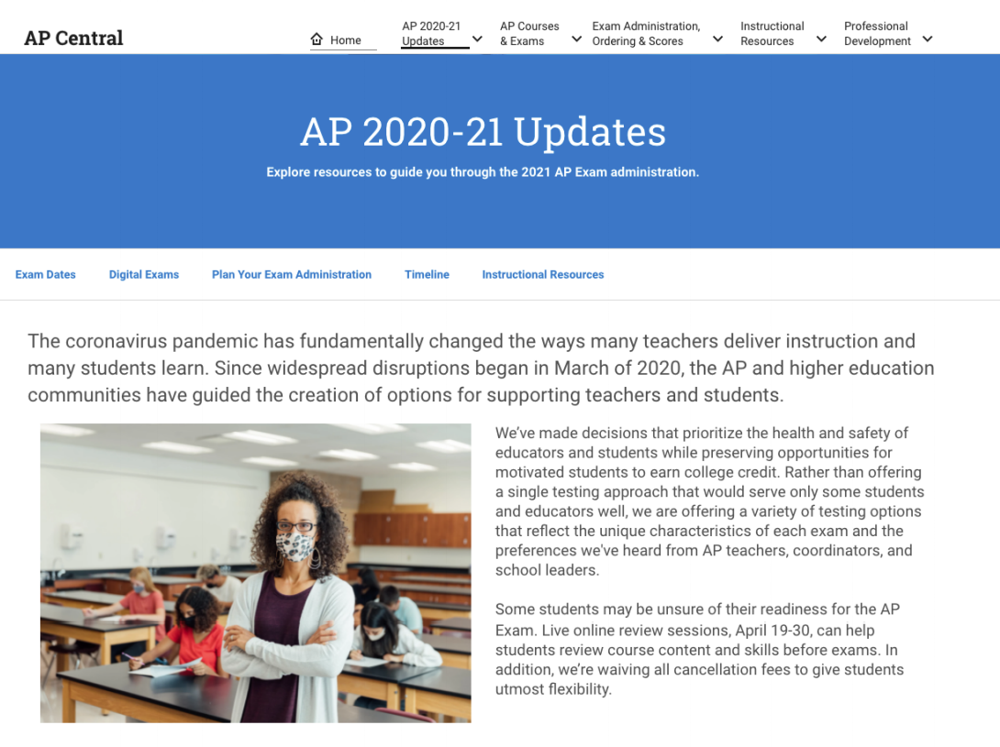 AP Central
Home
AP 2020-21
Updates
AP Courses
& Exams
Exam Administration,
Ordering & Scores
Instructional
Resources
Professional
Development
AP 2020-21 Updates
Explore resources to guide you through the 2021 AP Exam administration.
Exam Dates
Digital Exams
Plan Your Exam Administration
Timeline
Instructional Resources
The coronavirus pandemic has fundamentally changed the ways many teachers deliver instruction and
many students learn. Since widespread disruptions began in March of 2020, the AP and higher education
communities have guided the creation of options for supporting teachers and students.
We've made decisions that prioritize the health and safety of
educators and students while preserving opportunities for
motivated students to earn college credit. Rather than offering
a single testing approach that would serve only some students
and educators well, we are offering a variety of testing options
that reflect the unique characteristics of each exam and the
preferences we've heard from AP teachers, coordinators, and
school leaders.
Some students may be unsure of their readiness for the AP
Exam. Live online review sessions, April 19-30, can help
students review course content and skills before exams. In
addition, we're waiving all cancellation fees to give students
utmost flexibility.